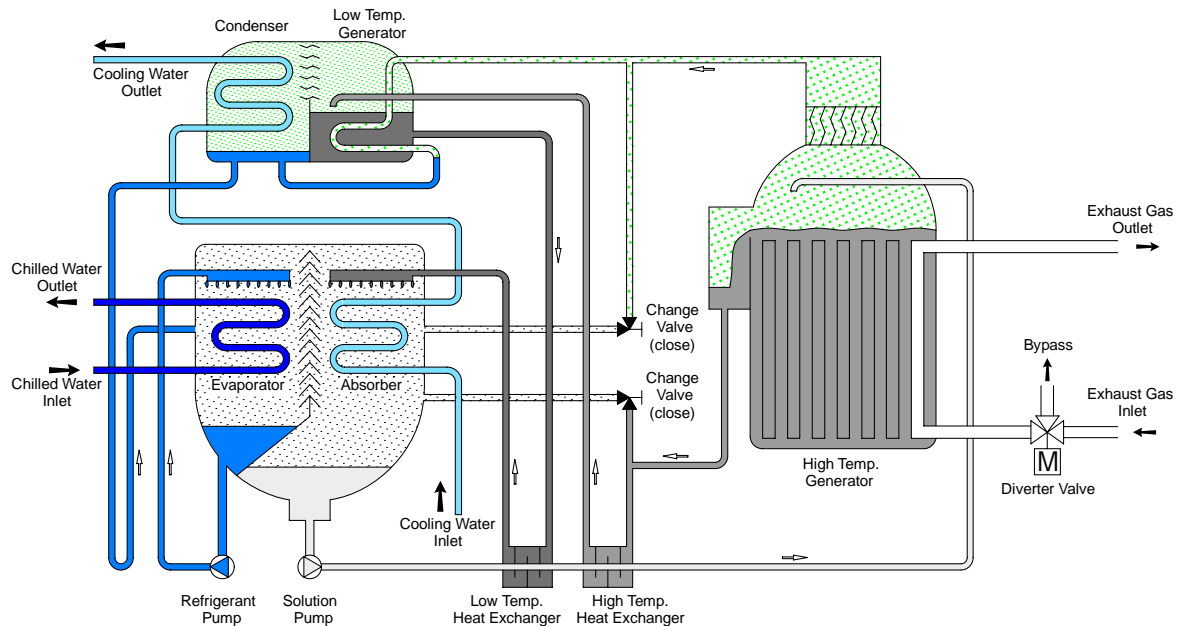 Condenser
Low Temp.
Generator
Cooling Water
Outlet
Exhaust Gas
Outlet
Chilled Water
Outlet
Change
Valve
(close)
Bypass
Chilled Water
Inlet
Evaporator
Absorber
Change
Valve
(close)
Exhaust Gas
Inlet
High Temp.
Generator
M
Diverter Valve
Cooling Water
Inlet
Refrigerant
Pump
Solution
Pump
Low Temp.
Heat Exchanger
High Temp.
Heat Exchanger